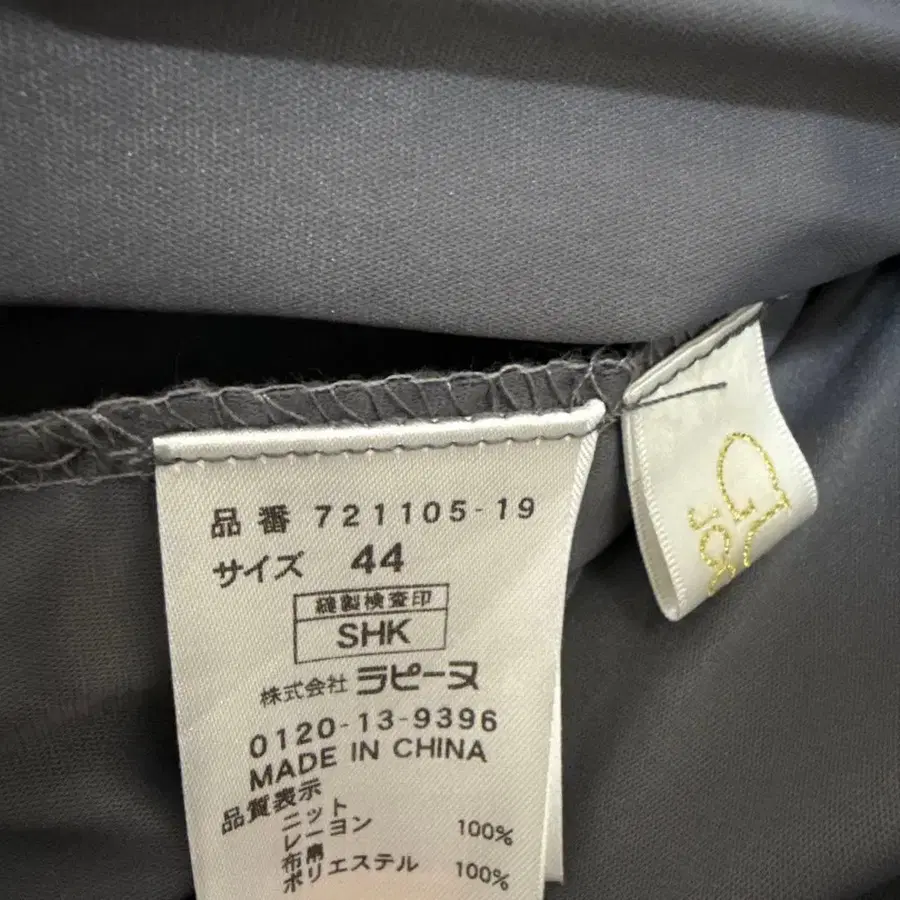 品番 721105-19
サイズ 44
縫製検査印
SHK
株式会社 ラピーヌ
0120-13-9396
MADE IN CHINA
品質表示
ニット
レーヨン 100%
布帛
ポリエステル 100%